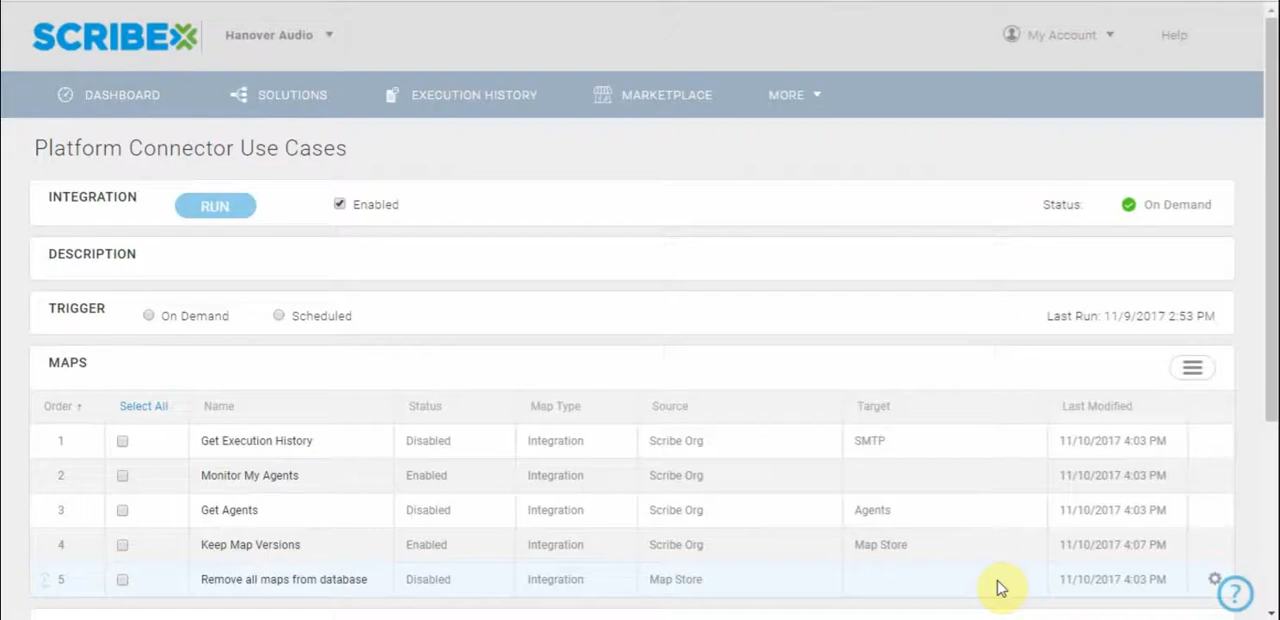 SCRIBE Hanover Audio My Account Help
DASHBOARD SOLUTIONS EXECUTION HISTORY MARKETPLACE MORE
Platform Connector Use Cases
INTEGRATION RUN Enabled Status: On Demand
DESCRIPTION
TRIGGER On Demand Scheduled Last Run: 11/9/2017 2:53 PM
MAPS
Order ↑ Select All Name Status Map Type Source Target Last Modified
1 Get Execution History Disabled Integration Scribe Org SMTP 11/10/2017 4:03 PM
2 Monitor My Agents Enabled Integration Scribe Org 11/10/2017 4:03 PM
3 Get Agents Disabled Integration Scribe Org Agents 11/10/2017 4:03 PM
4 Keep Map Versions Enabled Integration Scribe Org Map Store 11/10/2017 4:07 PM
5 Remove all maps from database Disabled Integration Map Store 11/10/2017 4:03 PM
?